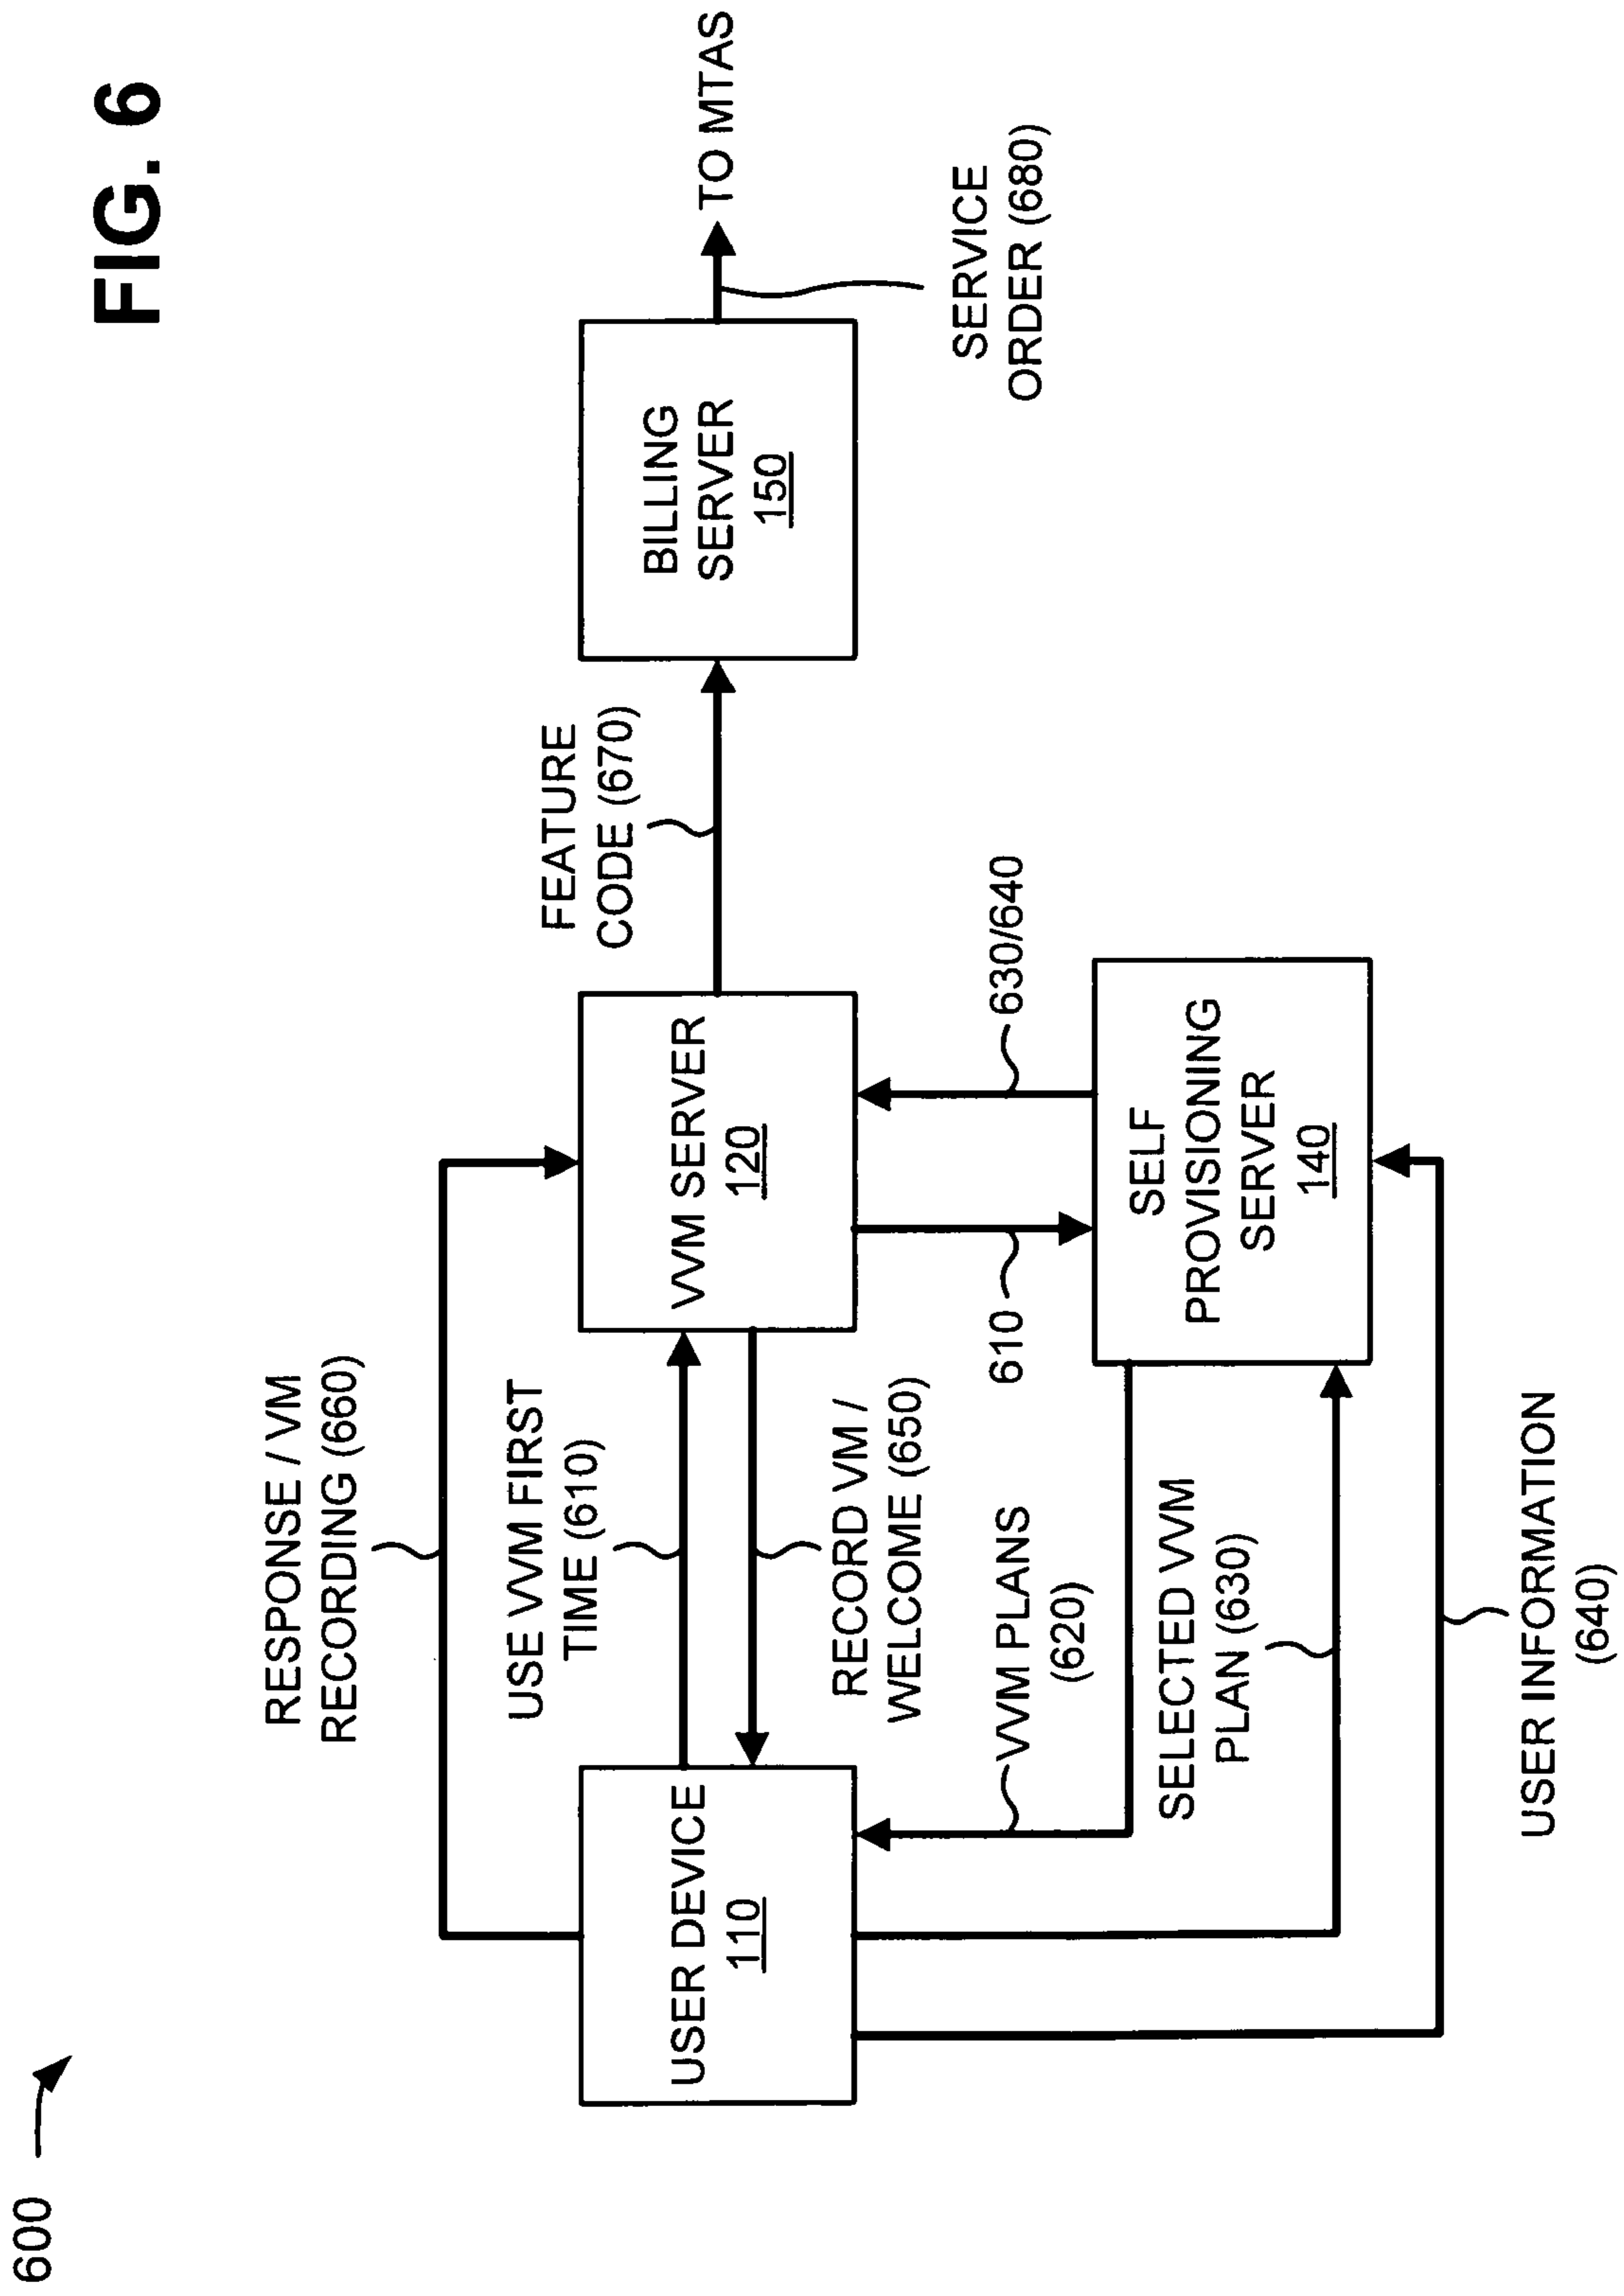 FIG. 6
600
RESPONSE / VM
RECORDING (660)
USE VVM FIRST
TIME (610)
FEATURE
CODE (670)
USER DEVICE
110
VVM SERVER
120
BILLING
SERVER
150
TO MTAS
RECORD VM /
WELCOME (650)
SERVICE
ORDER (680)
VVM PLANS
(620)
610
630/640
SELECTED VVM
PLAN (630)
SELF
PROVISIONING
SERVER
140
USER INFORMATION
(640)